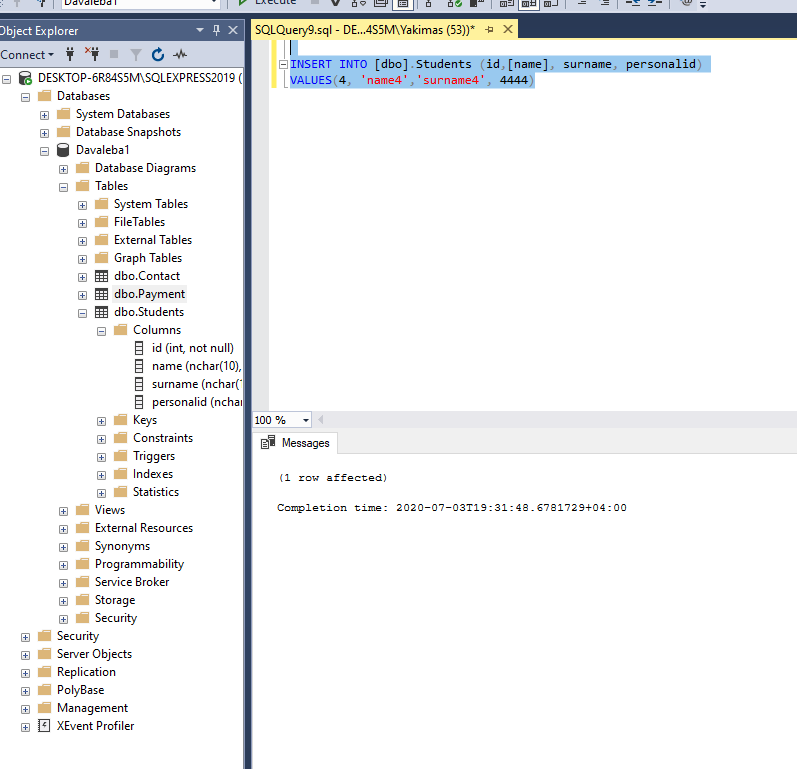 Davaleba1
Execute
Object Explorer
SQLQuery9.sql - DE...4S5M\Yakimas (53))*
Connect
DESKTOP-6R84S5M\SQLEXPRESS2019 (
Databases
System Databases
Database Snapshots
Davaleba1
Database Diagrams
Tables
System Tables
FileTables
External Tables
Graph Tables
dbo.Contact
dbo.Payment
dbo.Students
Columns
id (int, not null)
name (nchar(10),
surname (nchar(1
personalid (nchar
Keys
Constraints
Triggers
Indexes
Statistics
Views
External Resources
Synonyms
Programmability
Service Broker
Storage
Security
Security
Server Objects
Replication
PolyBase
Management
XEvent Profiler
INSERT INTO [dbo].Students (id,[name], surname, personalid)
VALUES(4, 'name4','surname4', 4444)
100 %
Messages
(1 row affected)
Completion time: 2020-07-03T19:31:48.6781729+04:00